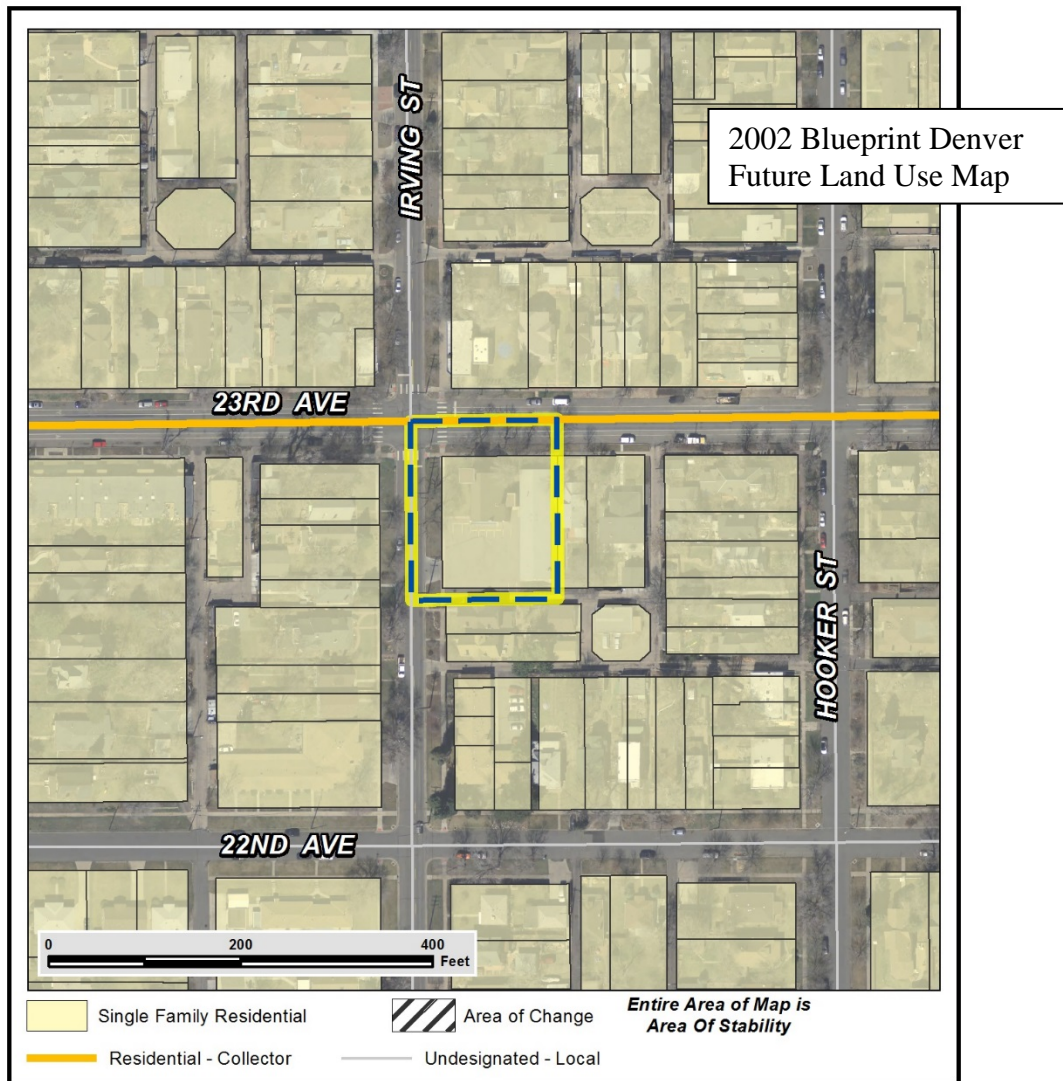 IRVING ST
2002 Blueprint Denver
Future Land Use Map
23RD AVE
HOOKER ST
22ND AVE
0 200 400
Feet
Single Family Residential
Area of Change
Entire Area of Map is
Area Of Stability
Residential - Collector
Undesignated - Local